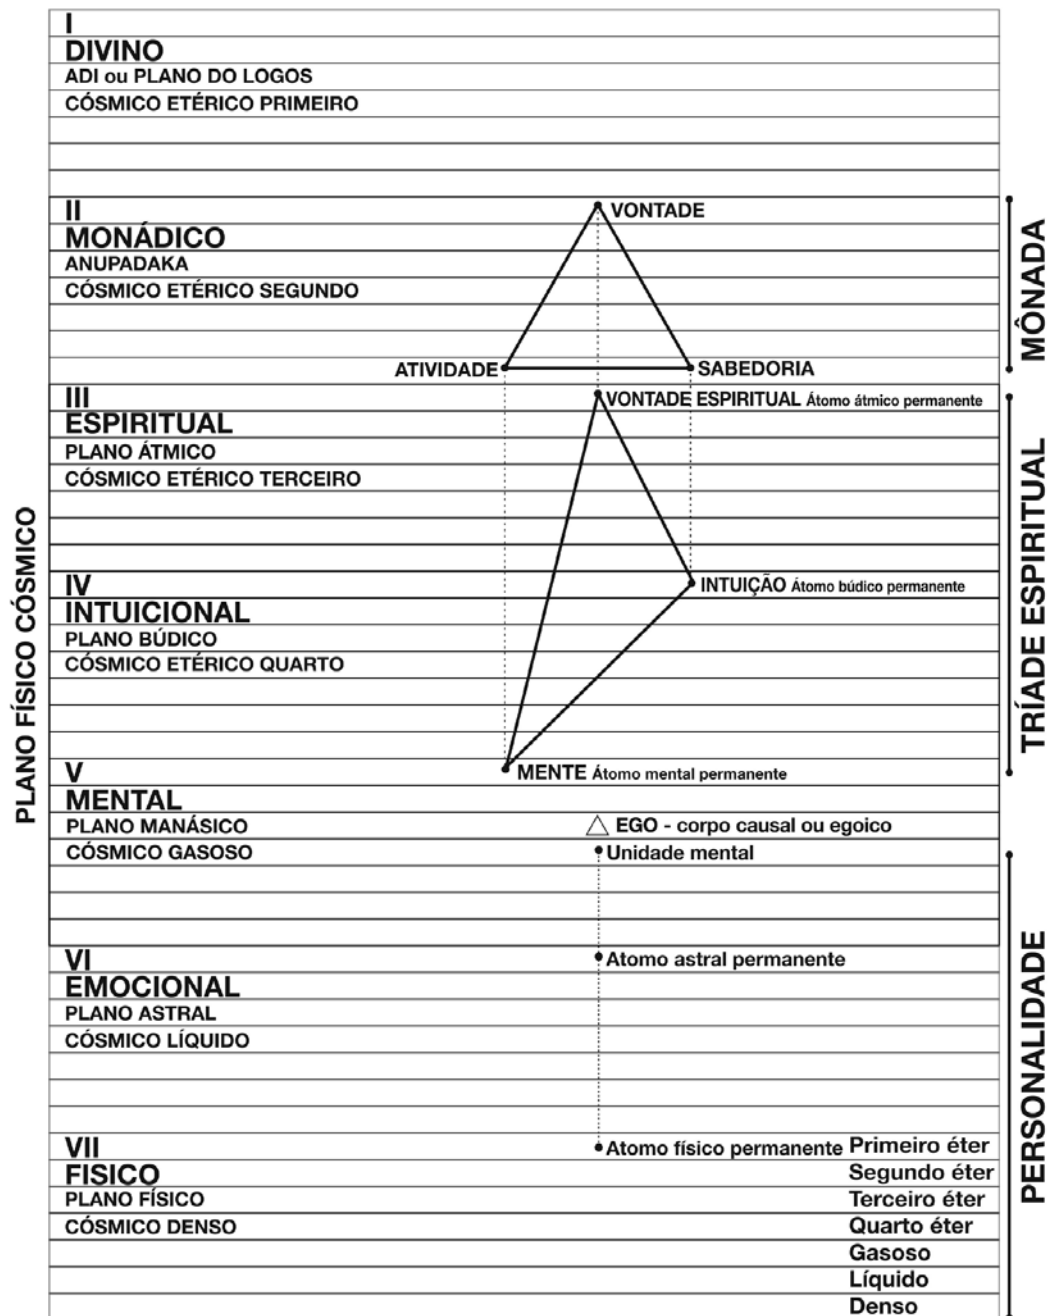 I
DIVINO
ADI ou PLANO DO LOGOS
CÓSMICO ETÉRICO PRIMEIRO
II
VONTADE
MONÁDICO
ANUPADAKA
CÓSMICO ETÉRICO SEGUNDO
ATIVIDADE
SABEDORIA
MÔNADA
III
VONTADE ESPIRITUAL Átomo átmico permanente
ESPIRITUAL
PLANO ÁTMICO
CÓSMICO ETÉRICO TERCEIRO
IV
INTUIÇÃO Átomo búdico permanente
INTUICIONAL
PLANO BÚDICO
CÓSMICO ETÉRICO QUARTO
TRÍADE ESPIRITUAL
PLANO FÍSICO CÓSMICO
V
MENTE Átomo mental permanente
MENTAL
PLANO MANÁSICO
EGO - corpo causal ou egoico
CÓSMICO GASOSO
Unidade mental
VI
Atomo astral permanente
EMOCIONAL
PLANO ASTRAL
CÓSMICO LÍQUIDO
PERSONALIDADE
VII
Atomo físico permanente
Primeiro éter
FISICO
Segundo éter
PLANO FÍSICO
Terceiro éter
CÓSMICO DENSO
Quarto éter
Gasoso
Líquido
Denso